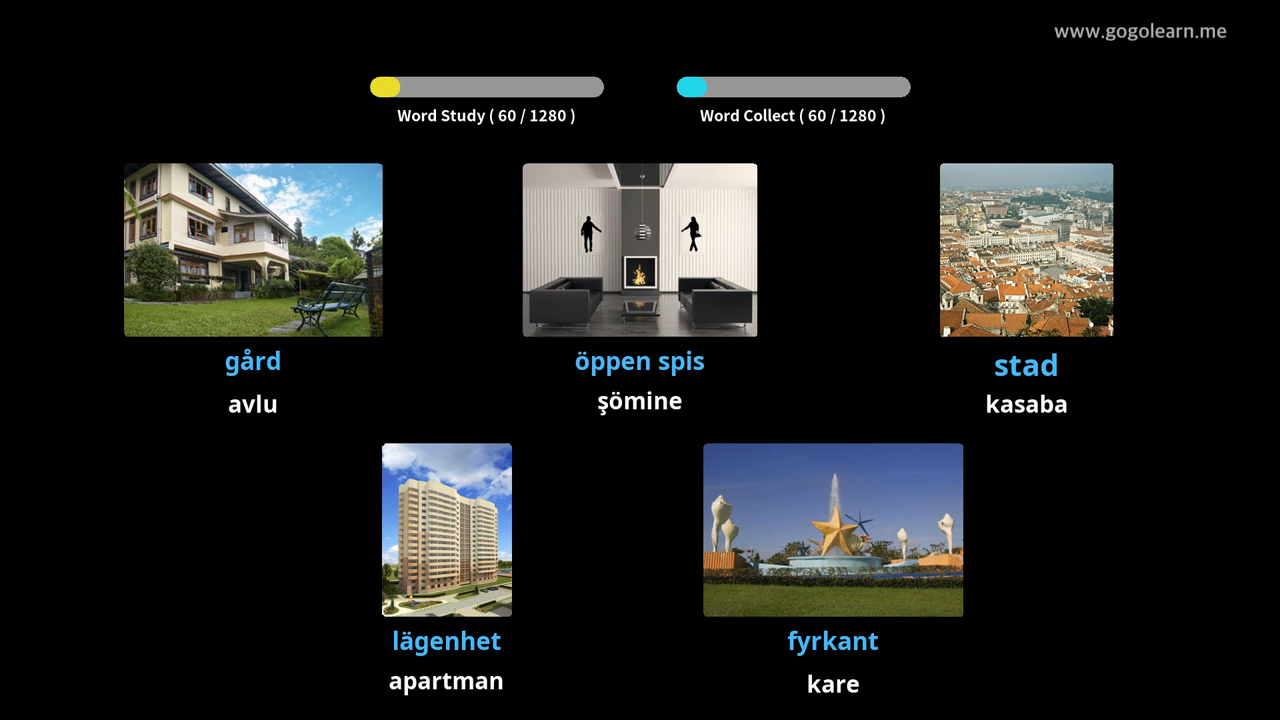 www.gogolearn.me
Word Study ( 60 / 1280 )
Word Collect ( 60 / 1280 )
gård
avlu
öppen spis
şömine
stad
kasaba
lägenhet
apartman
fyrkant
kare